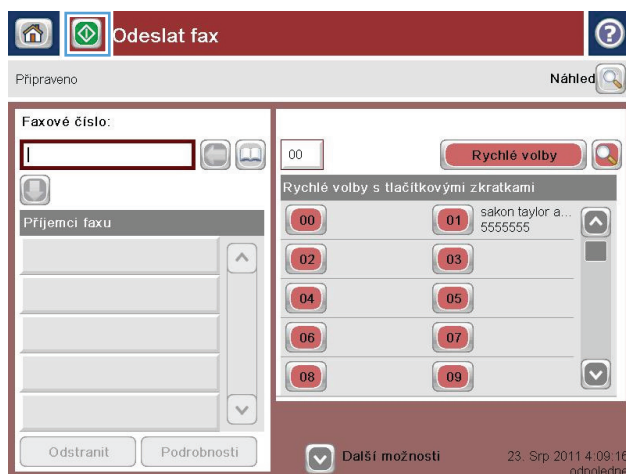 Odeslat fax
Připraveno
Náhled
Faxové číslo:
00
Rychlé volby
Rychlé volby s tlačítkovými zkratkami
Příjemci faxu
00
01
sakon taylor a...
5555555
02
03
04
05
06
07
08
09
Odstranit
Podrobnosti
Další možnosti
23. Srp 2011 4:09:16
odpoledne